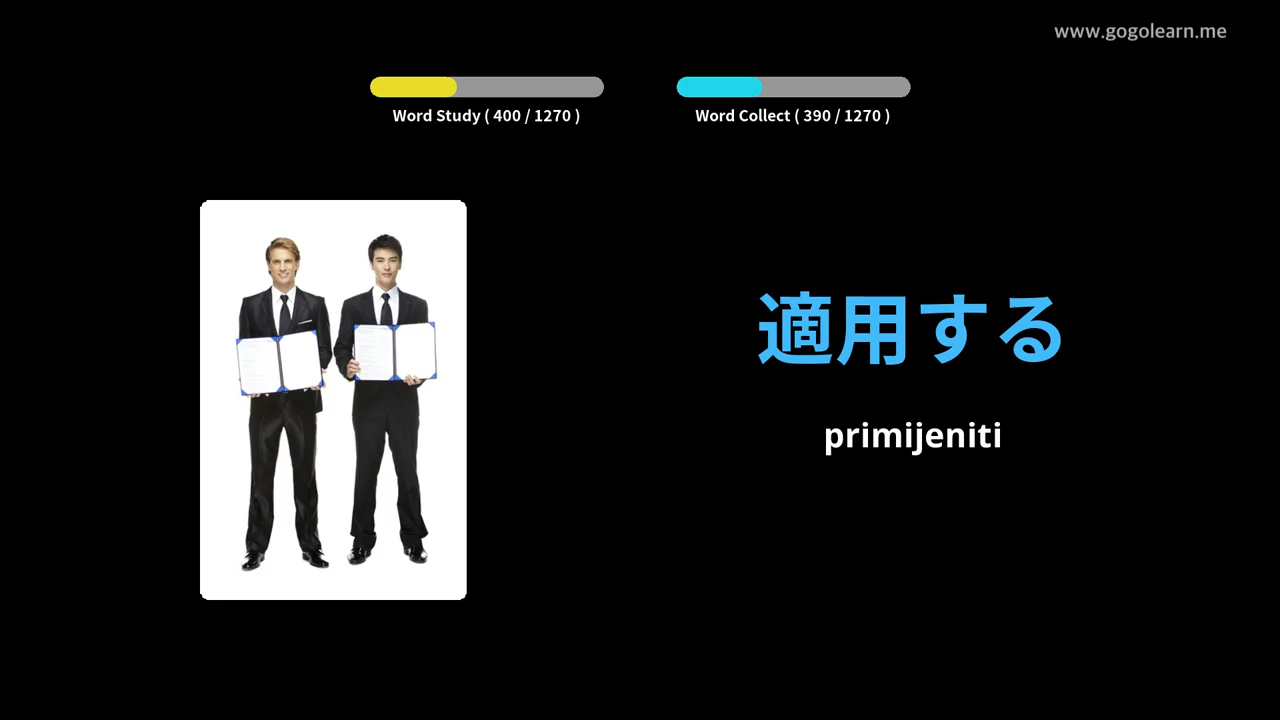 www.gogolearn.me
Word Study ( 400 / 1270 )
Word Collect ( 390 / 1270 )
適用する
primijeniti